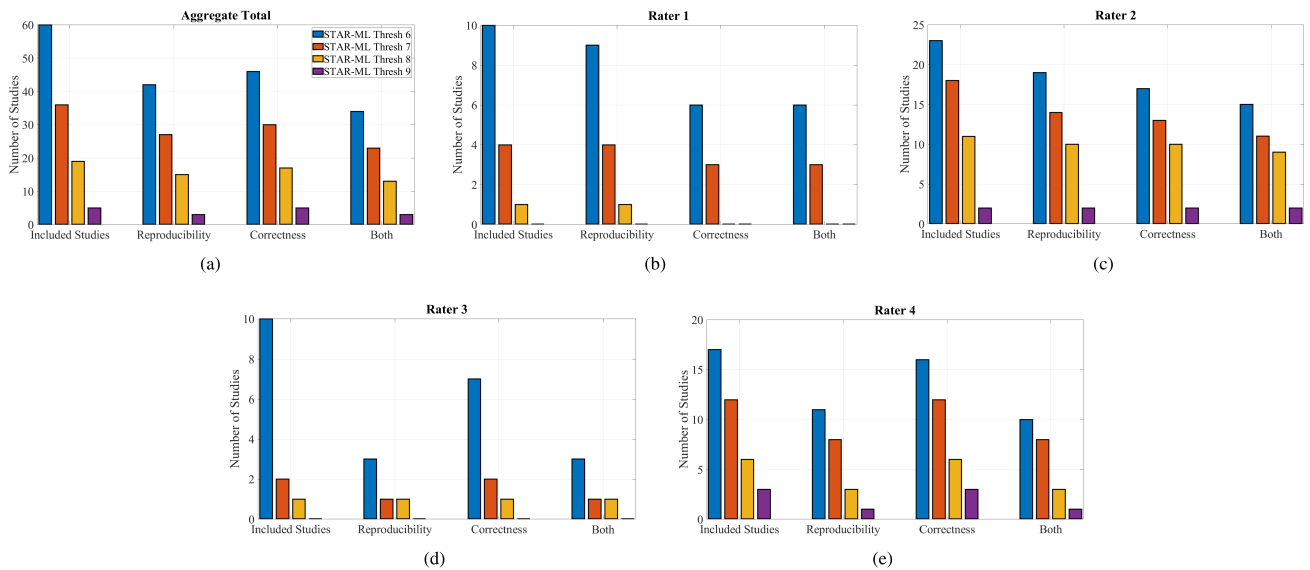 Aggregate Total
60
50
40
30
20
10
0
Number of Studies
STAR-ML Thresh 6
STAR-ML Thresh 7
STAR-ML Thresh 8
STAR-ML Thresh 9
Included Studies Reproducibility Correctness Both
(a)
Rater 1
10
8
6
4
2
0
Number of Studies
Included Studies Reproducibility Correctness Both
(b)
Rater 2
25
20
15
10
5
0
Number of Studies
Included Studies Reproducibility Correctness Both
(c)
Rater 3
10
8
6
4
2
0
Number of Studies
Included Studies Reproducibility Correctness Both
(d)
Rater 4
20
15
10
5
0
Number of Studies
Included Studies Reproducibility Correctness Both
(e)